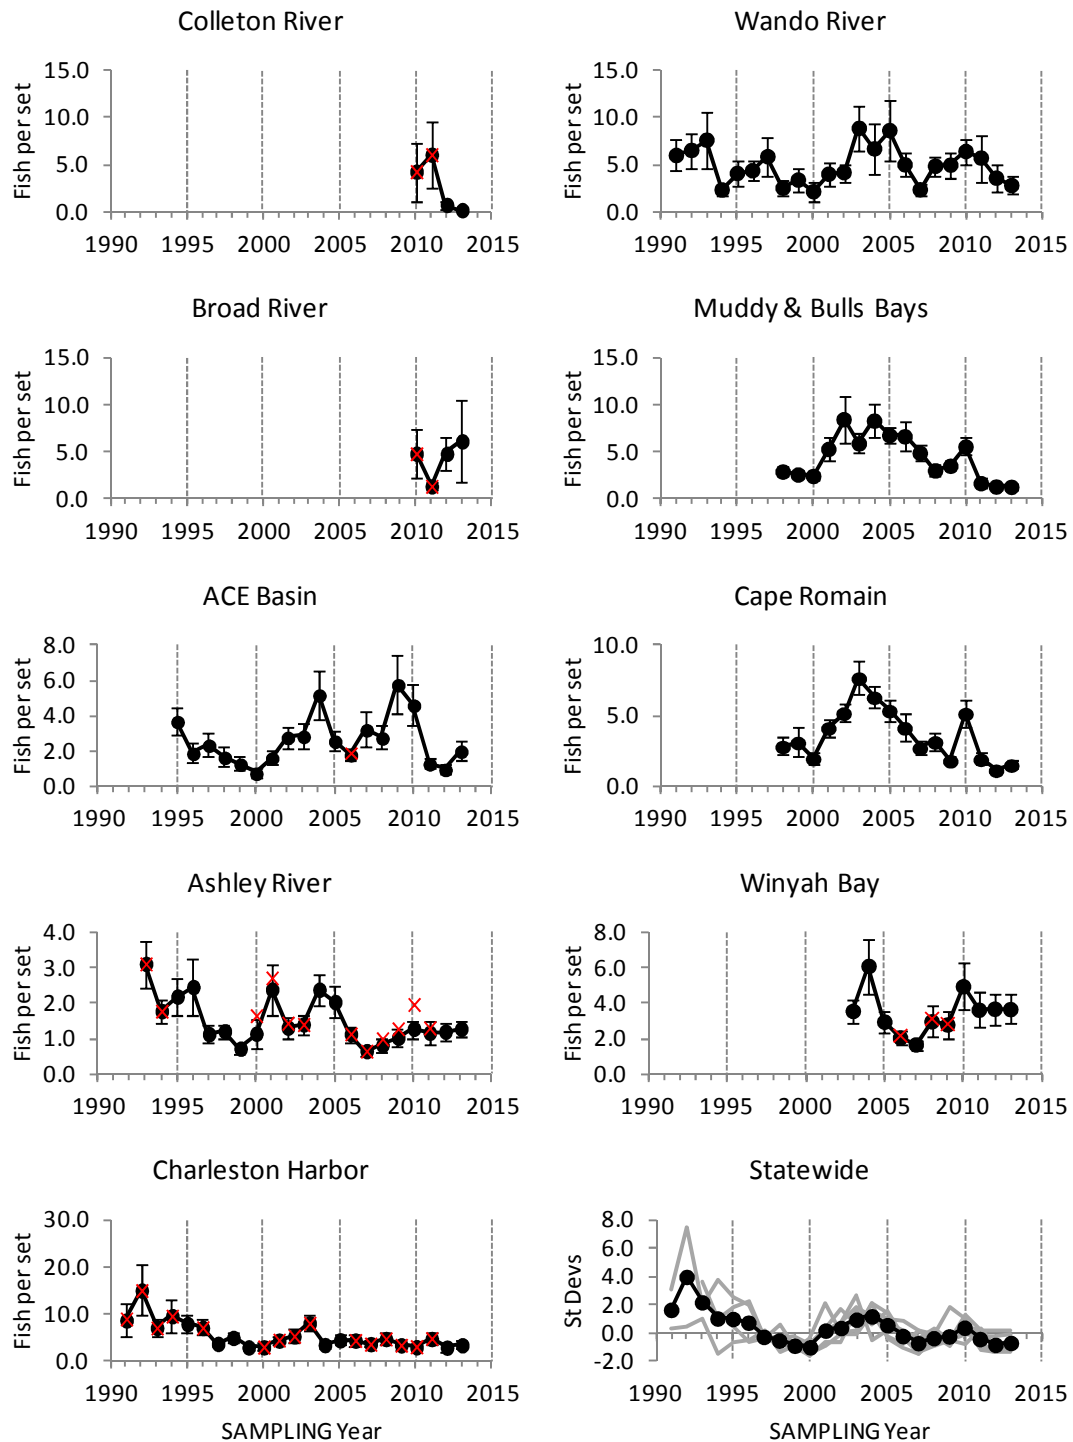 Colleton River
Fish per set
15.0
10.0
5.0
0.0
1990 1995 2000 2005 2010 2015
Wando River
Fish per set
15.0
10.0
5.0
0.0
1990 1995 2000 2005 2010 2015
Broad River
Fish per set
15.0
10.0
5.0
0.0
1990 1995 2000 2005 2010 2015
Muddy & Bulls Bays
Fish per set
15.0
10.0
5.0
0.0
1990 1995 2000 2005 2010 2015
ACE Basin
Fish per set
8.0
6.0
4.0
2.0
0.0
1990 1995 2000 2005 2010 2015
Cape Romain
Fish per set
10.0
5.0
0.0
1990 1995 2000 2005 2010 2015
Ashley River
Fish per set
4.0
3.0
2.0
1.0
0.0
1990 1995 2000 2005 2010 2015
Winyah Bay
Fish per set
8.0
6.0
4.0
2.0
0.0
1990 1995 2000 2005 2010 2015
Charleston Harbor
Fish per set
30.0
20.0
10.0
0.0
1990 1995 2000 2005 2010 2015
SAMPLING Year
Statewide
St Devs
8.0
6.0
4.0
2.0
0.0
-2.0
1990 1995 2000 2005 2010 2015
SAMPLING Year